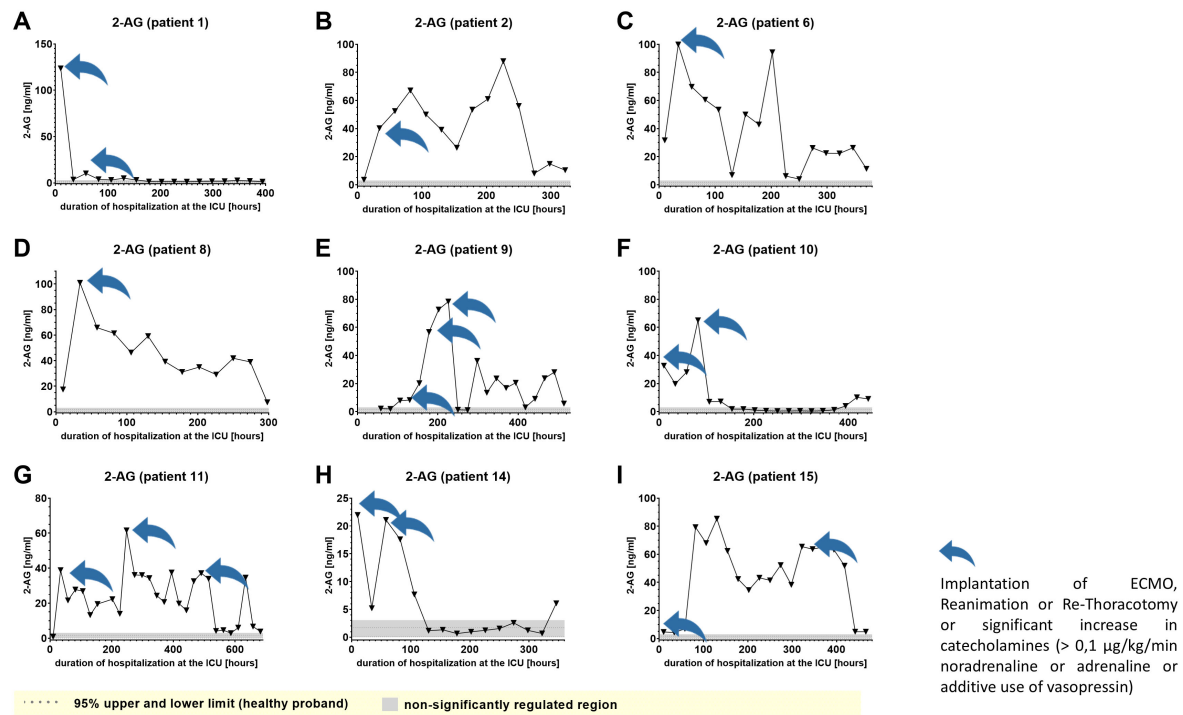 A
2-AG (patient 1)
150
100
50
0
2-AG [ng/ml]
0 100 200 300 400
duration of hospitalization at the ICU [hours]
B
2-AG (patient 2)
100
80
60
40
20
0
2-AG [ng/ml]
0 100 200 300
duration of hospitalization at the ICU [hours]
C
2-AG (patient 6)
100
80
60
40
20
0
2-AG [ng/ml]
0 100 200 300
duration of hospitalization at the ICU [hours]
D
2-AG (patient 8)
100
80
60
40
20
0
2-AG [ng/ml]
0 100 200 300
duration of hospitalization at the ICU [hours]
E
2-AG (patient 9)
100
80
60
40
20
0
2-AG [ng/ml]
0 200 400
duration of hospitalization at the ICU [hours]
F
2-AG (patient 10)
100
80
60
40
20
0
2-AG [ng/ml]
0 200 400
duration of hospitalization at the ICU [hours]
G
2-AG (patient 11)
80
60
40
20
0
2-AG [ng/ml]
0 200 400 600
duration of hospitalization at the ICU [hours]
H
2-AG (patient 14)
25
20
15
10
5
0
2-AG [ng/ml]
0 100 200 300
duration of hospitalization at the ICU [hours]
I
2-AG (patient 15)
100
80
60
40
20
0
2-AG [ng/ml]
0 200 400
duration of hospitalization at the ICU [hours]
Implantation of ECMO,
Reanimation or Re-Thoracotomy
or significant increase in
catecholamines (> 0,1 µg/kg/min
noradrenaline or adrenaline or
additive use of vasopressin)
95% upper and lower limit (healthy proband) non-significantly regulated region